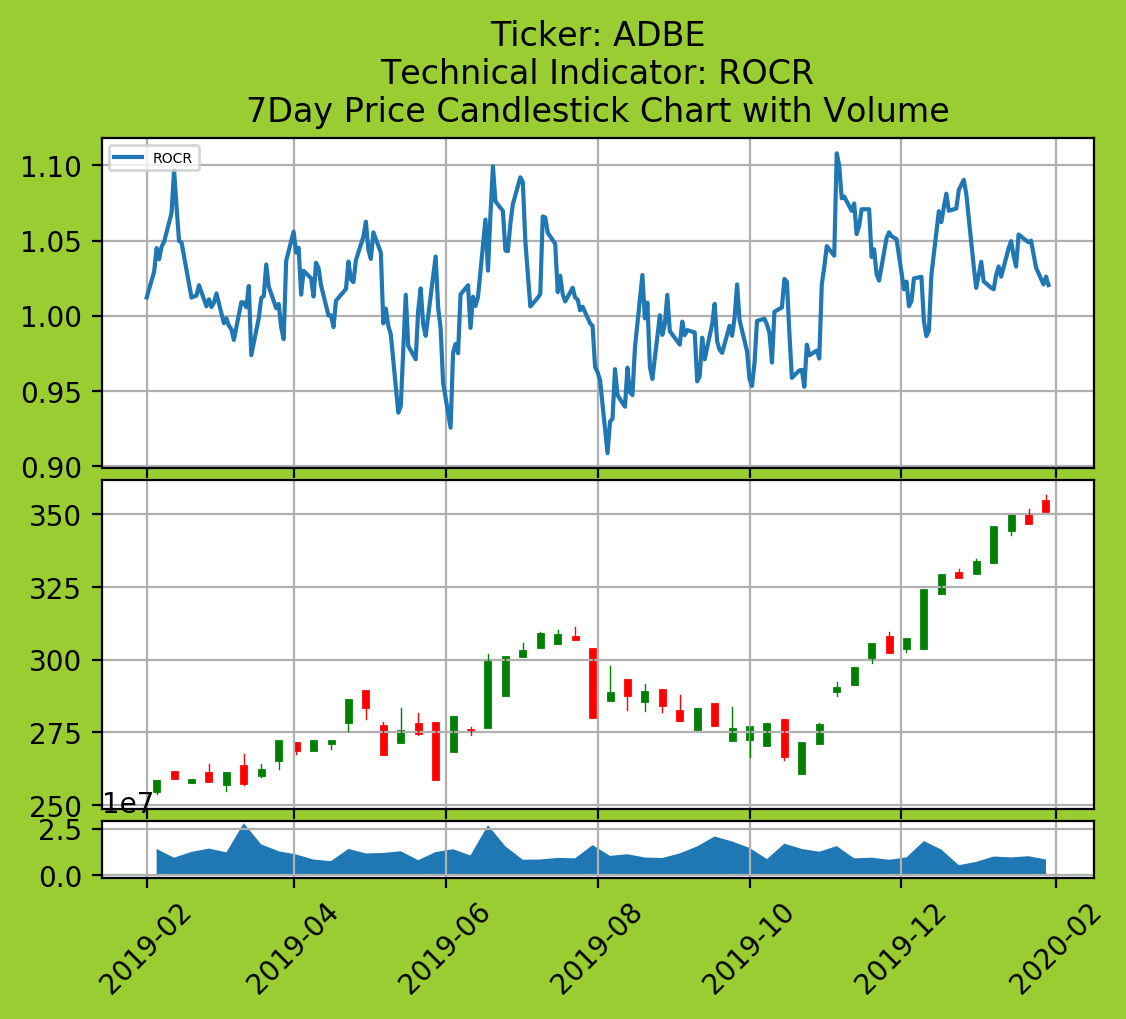 Ticker: ADBE
Technical Indicator: ROCR
7Day Price Candlestick Chart with Volume
ROCR
1.10
1.05
1.00
0.95
0.90
350
325
300
275
250
1e7
2.5
0.0
2019-02 2019-04 2019-06 2019-08 2019-10 2019-12 2020-02